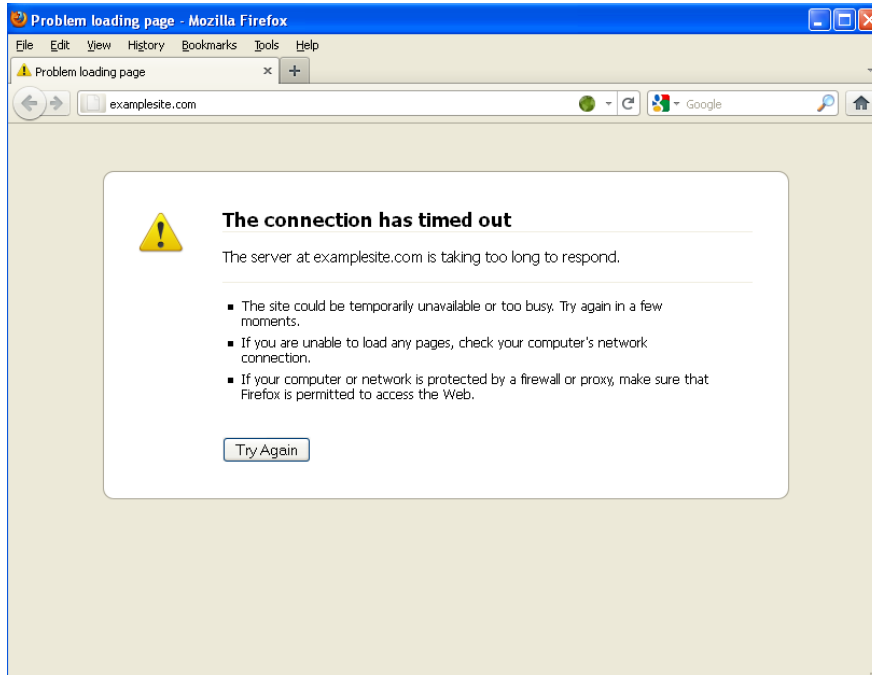 Problem loading page - Mozilla Firefox
File Edit View History Bookmarks Tools Help
Problem loading page
examplesite.com Google
The connection has timed out
The server at examplesite.com is taking too long to respond.
The site could be temporarily unavailable or too busy. Try again in a few
moments.
If you are unable to load any pages, check your computer's network
connection.
If your computer or network is protected by a firewall or proxy, make sure that
Firefox is permitted to access the Web.
Try Again